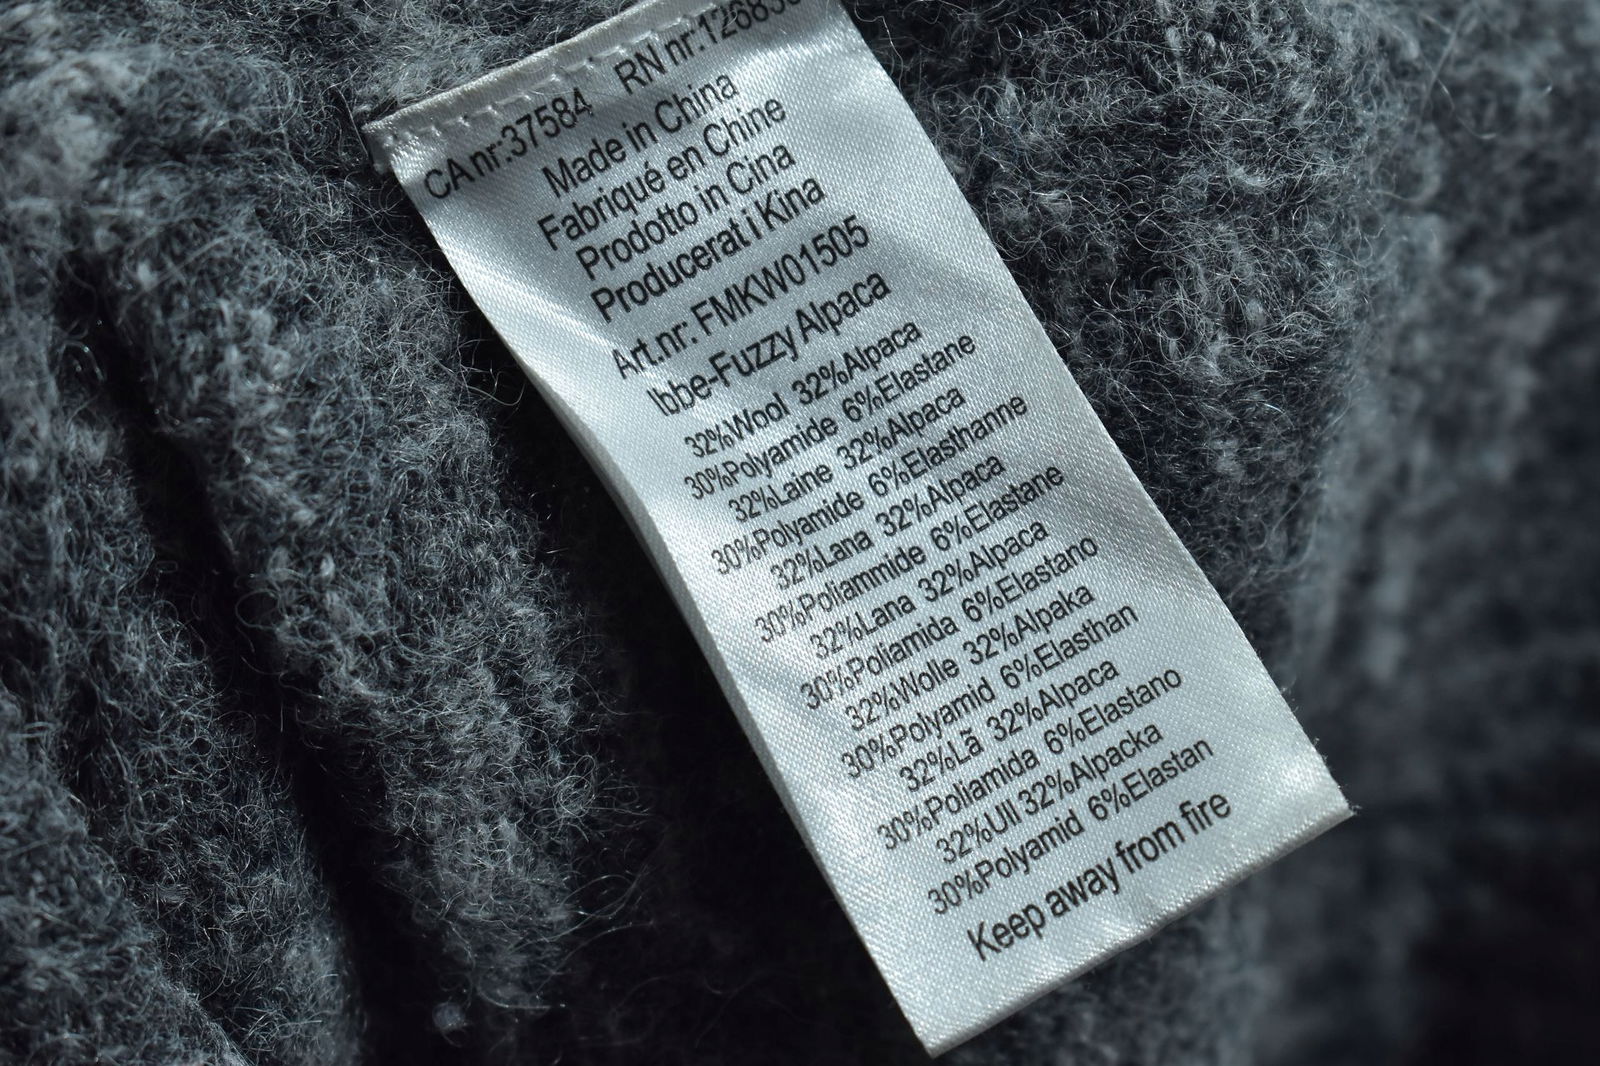 CA nr:37584 RN nr:126835
Made in China
Fabriqué en Chine
Prodotto in Cina
Producerat i Kina
Art.nr: FMKW01505
Ibbe-Fuzzy Alpaca
32%Wool 32%Alpaca
30%Polyamide 6%Elastane
32%Laine 32%Alpaca
30%Polyamide 6%Elasthanne
32%Lana 32%Alpaca
30%Poliammide 6%Elastane
32%Lana 32%Alpaca
30%Poliamida 6%Elastano
32%Wolle 32%Alpaka
30%Polyamid 6%Elasthan
32%Lã 32%Alpaca
30%Poliamida 6%Elastano
32%Ull 32%Alpacka
30%Polyamid 6%Elastan
Keep away from fire